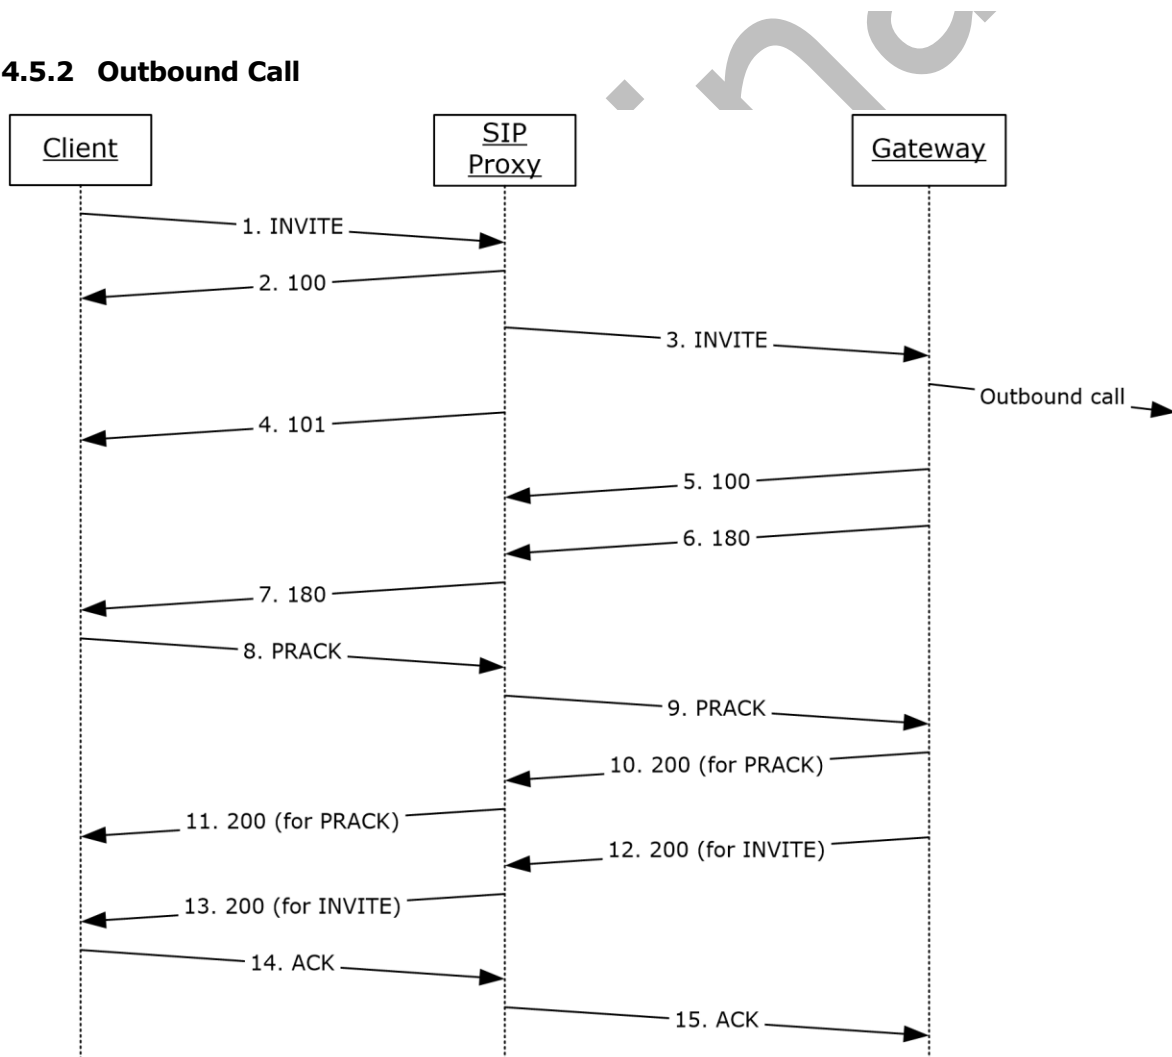 4.5.2 Outbound Call
Client
SIP
Proxy
Gateway
1. INVITE
2. 100
3. INVITE
Outbound call
4. 101
5. 100
6. 180
7. 180
8. PRACK
9. PRACK
10. 200 (for PRACK)
11. 200 (for PRACK)
12. 200 (for INVITE)
13. 200 (for INVITE)
14. ACK
15. ACK